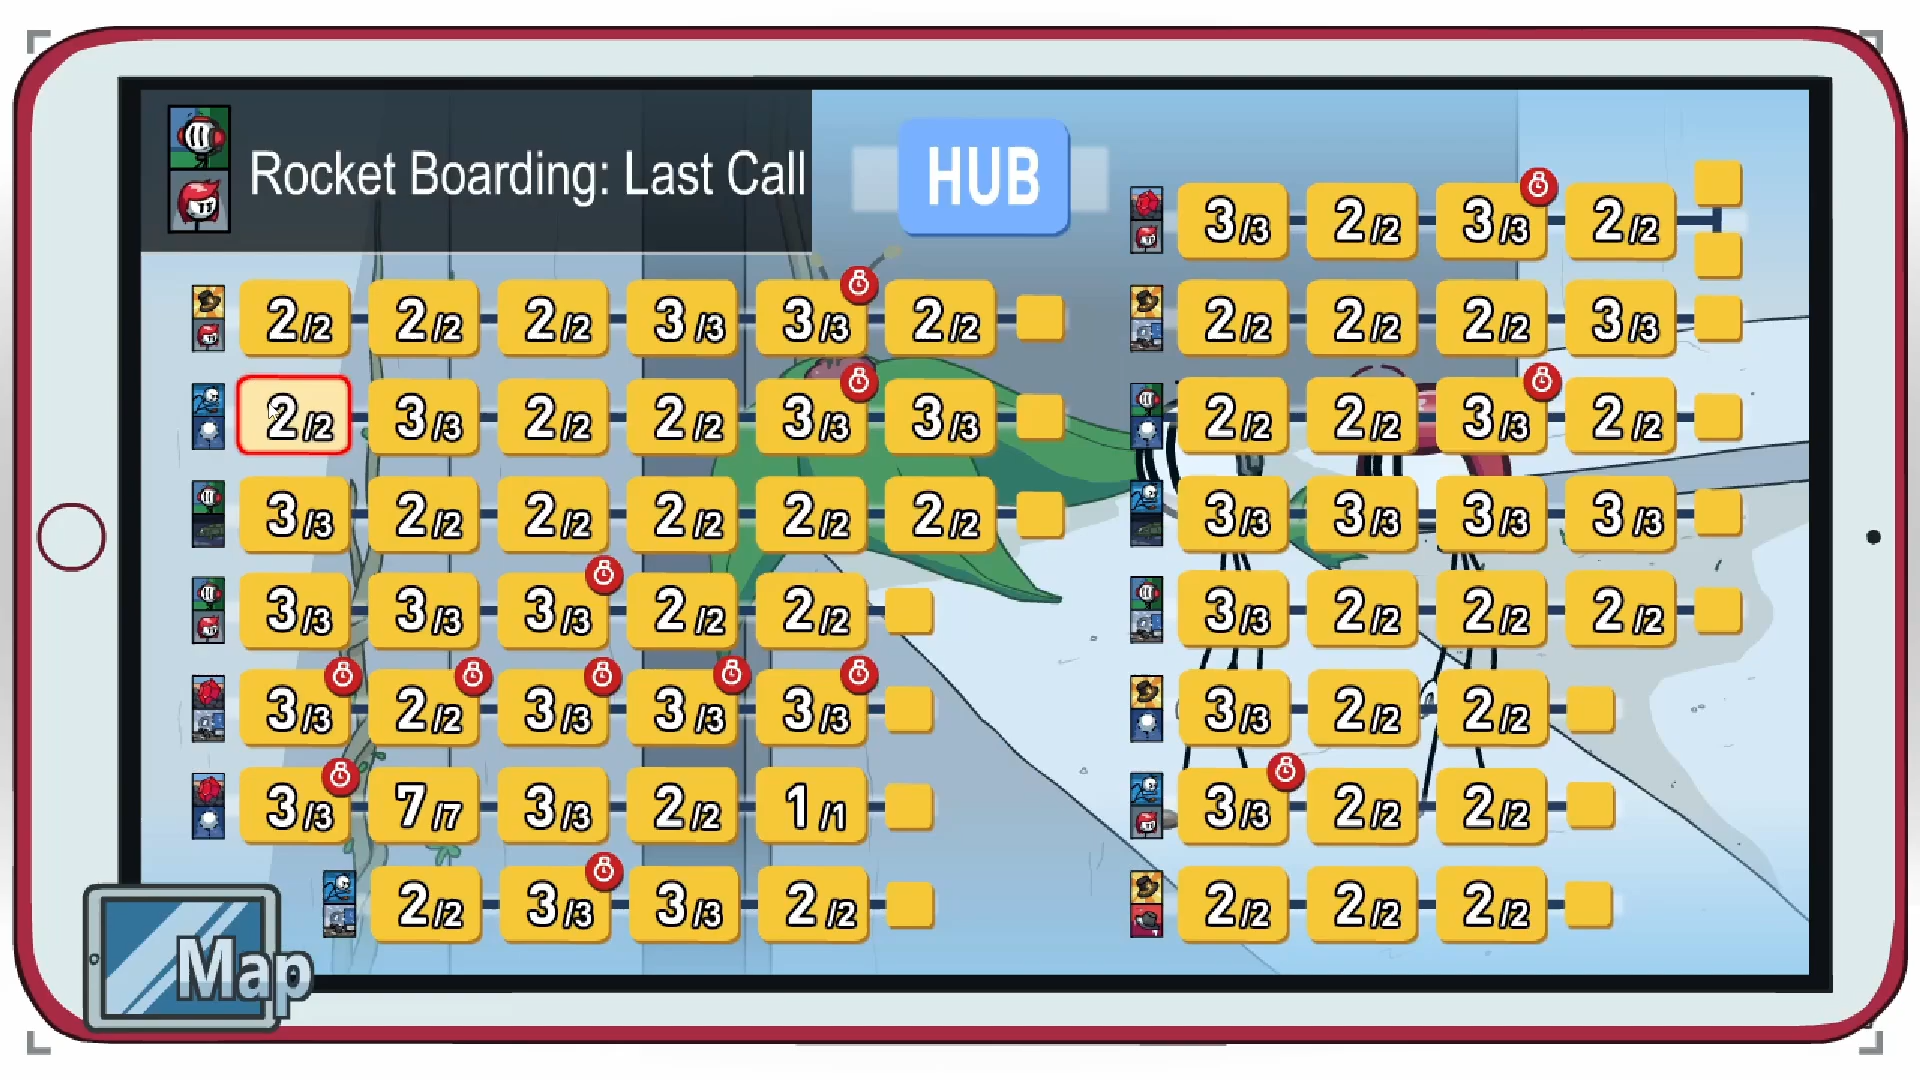 Rocket Boarding: Last Call
HUB
2/2 2/2 2/2 3/3 3/3 2/2
2/2 3/3 2/2 2/2 3/3 3/3
3/3 2/2 2/2 2/2 2/2 2/2
3/3 3/3 3/3 2/2 2/2
3/3 2/2 3/3 3/3 3/3
3/3 7/7 3/3 2/2 1/1
2/2 3/3 3/3 2/2
3/3 2/2 3/3 2/2
2/2 2/2 2/2 3/3
2/2 2/2 3/3 2/2
3/3 3/3 3/3 3/3
3/3 2/2 2/2 2/2
3/3 2/2 2/2
3/3 2/2 2/2
2/2 2/2 2/2
Map